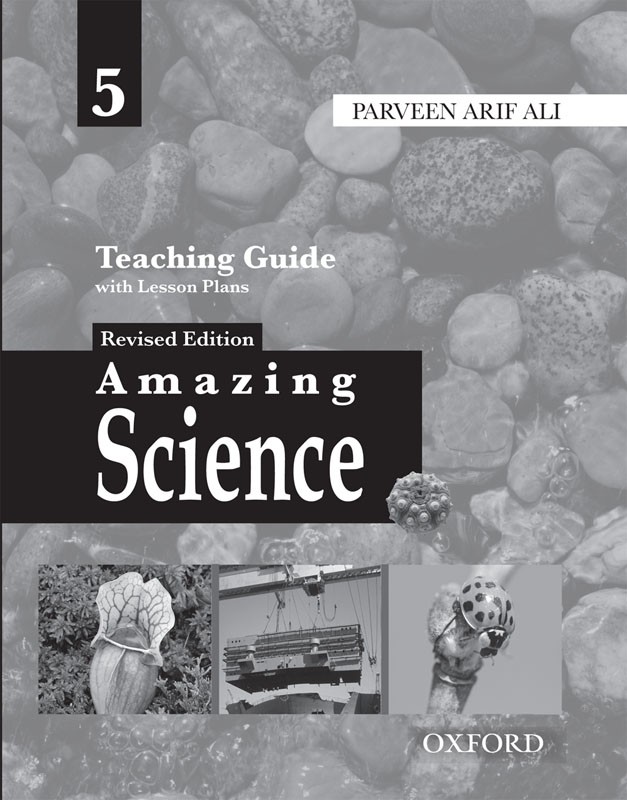 5
PARVEEN ARIF ALI
Teaching Guide
with Lesson Plans
Revised Edition
Amazing
Science
OXFORD